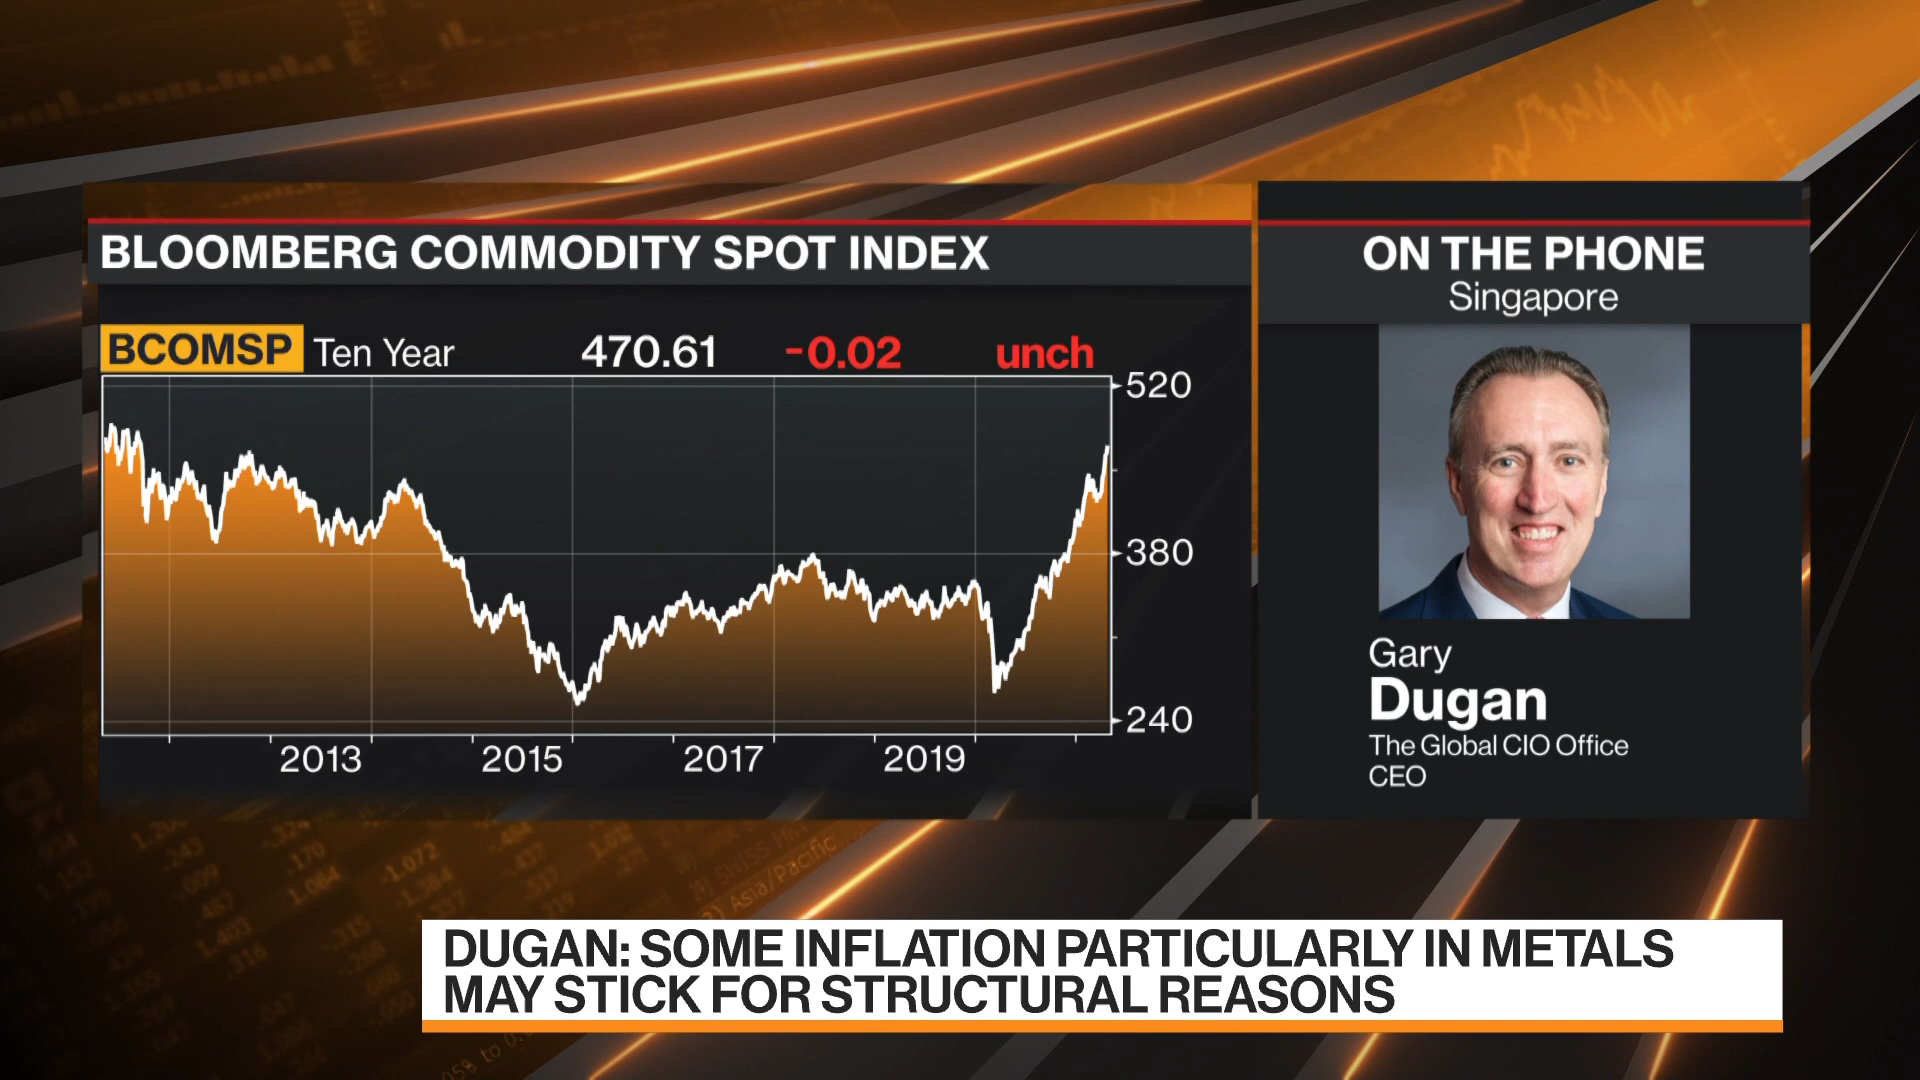 BLOOMBERG COMMODITY SPOT INDEX
BCOMSP Ten Year 470.61 -0.02 unch
520
380
240
2013 2015 2017 2019
ON THE PHONE
Singapore
Gary
Dugan
The Global CIO Office
CEO
DUGAN: SOME INFLATION PARTICULARLY IN METALS
MAY STICK FOR STRUCTURAL REASONS
Asia/Pacific